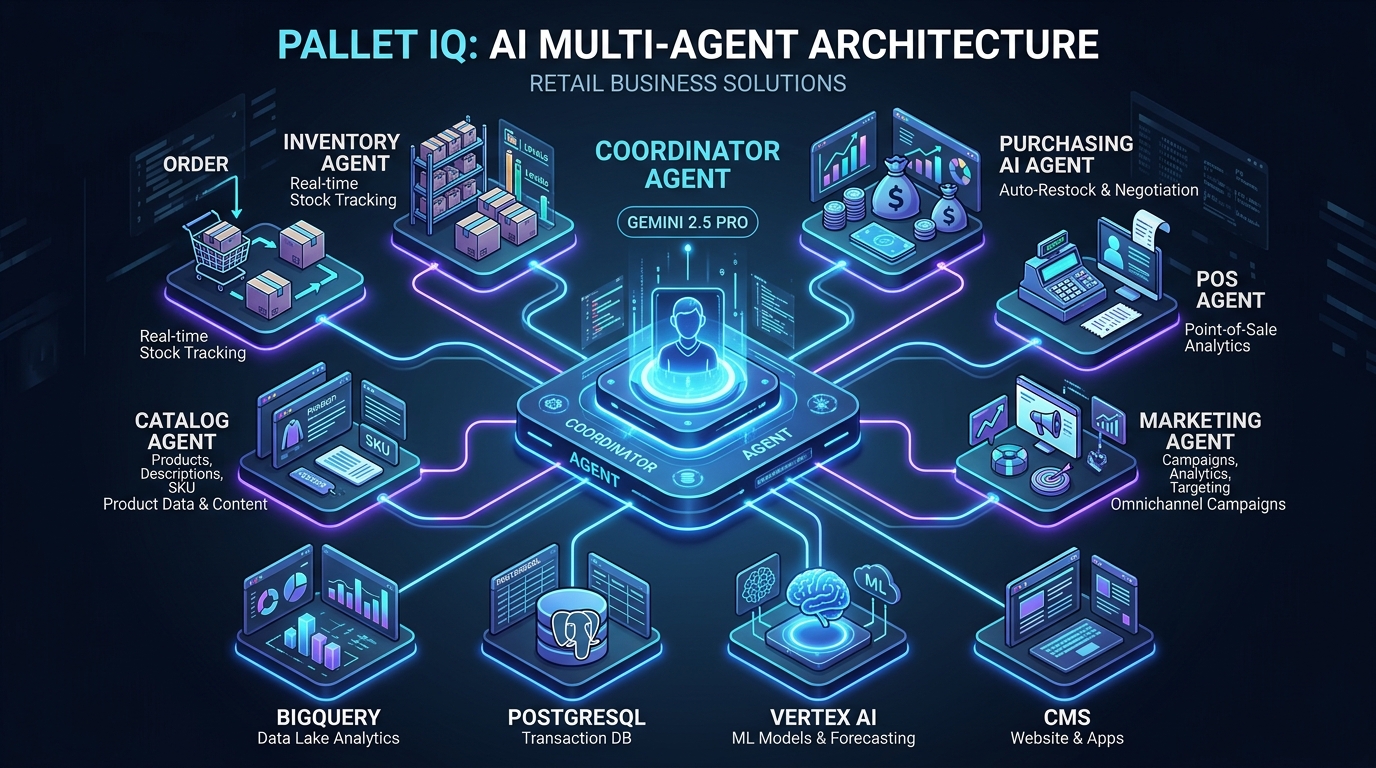 PALLET IQ: AI MULTI-AGENT ARCHITECTURE
RETAIL BUSINESS SOLUTIONS
ORDER
Real-time
Stock Tracking
INVENTORY
AGENT
Real-time
Stock Tracking
COORDINATOR
AGENT
GEMINI 2.5 PRO
PURCHASING
AI AGENT
Auto-Restock & Negotiation
$
$
POS
AGENT
Point-of-Sale
Analytics
CATALOG
AGENT
Products,
Descriptions,
SKU
Product Data & Content
SKU
COORDINATOR
AGENT
AGENT
MARKETING
AGENT
Campaigns,
Analytics,
Targeting
Omnichannel Campaigns
ML
BIGQUERY
Data Lake Analytics
POSTGRESQL
Transaction DB
VERTEX AI
ML Models & Forecasting
CMS
Website & Apps